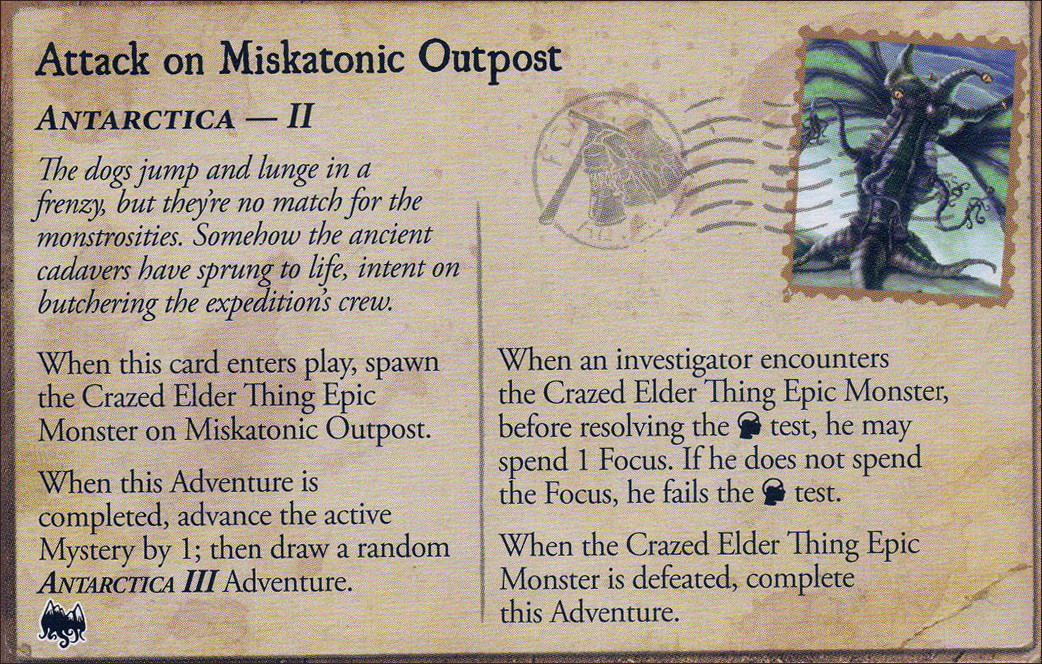 Attack on Miskatonic Outpost
ANTARCTICA — II
The dogs jump and lunge in a
frenzy, but they're no match for the
monstrosities. Somehow the ancient
cadavers have sprung to life, intent on
butchering the expedition's crew.
When this card enters play, spawn
the Crazed Elder Thing Epic
Monster on Miskatonic Outpost.
When this Adventure is
completed, advance the active
Mystery by 1; then draw a random
ANTARCTICA III Adventure.
When an investigator encounters
the Crazed Elder Thing Epic Monster,
before resolving the test, he may
spend 1 Focus. If he does not spend
the Focus, he fails the test.
When the Crazed Elder Thing Epic
Monster is defeated, complete
this Adventure.